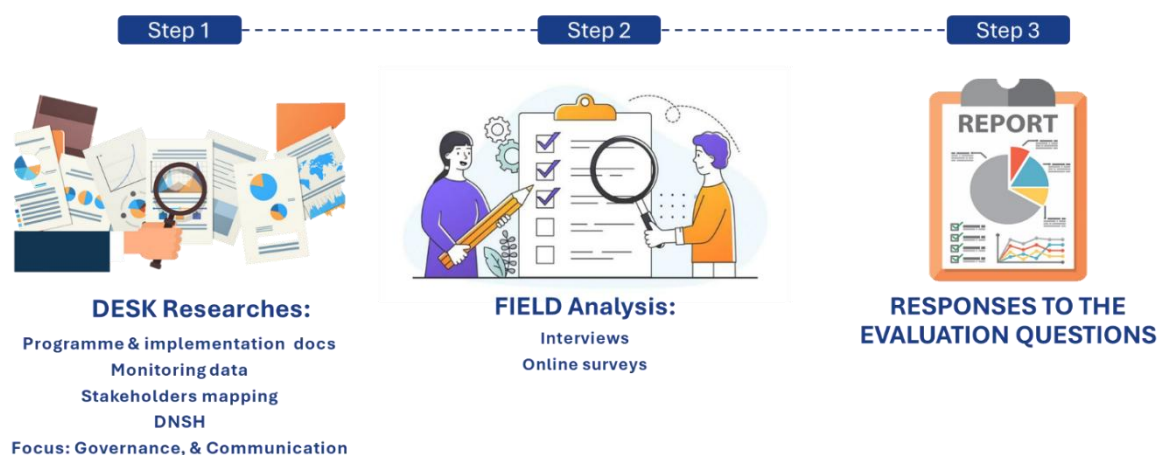 Step 1
Step 2
Step 3
REPORT
DESK Researches:
Programme & implementation docs
Monitoring data
Stakeholders mapping
DNSH
Focus: Governance, & Communication
FIELD Analysis:
Interviews
Online surveys
RESPONSES TO THE
EVALUATION QUESTIONS